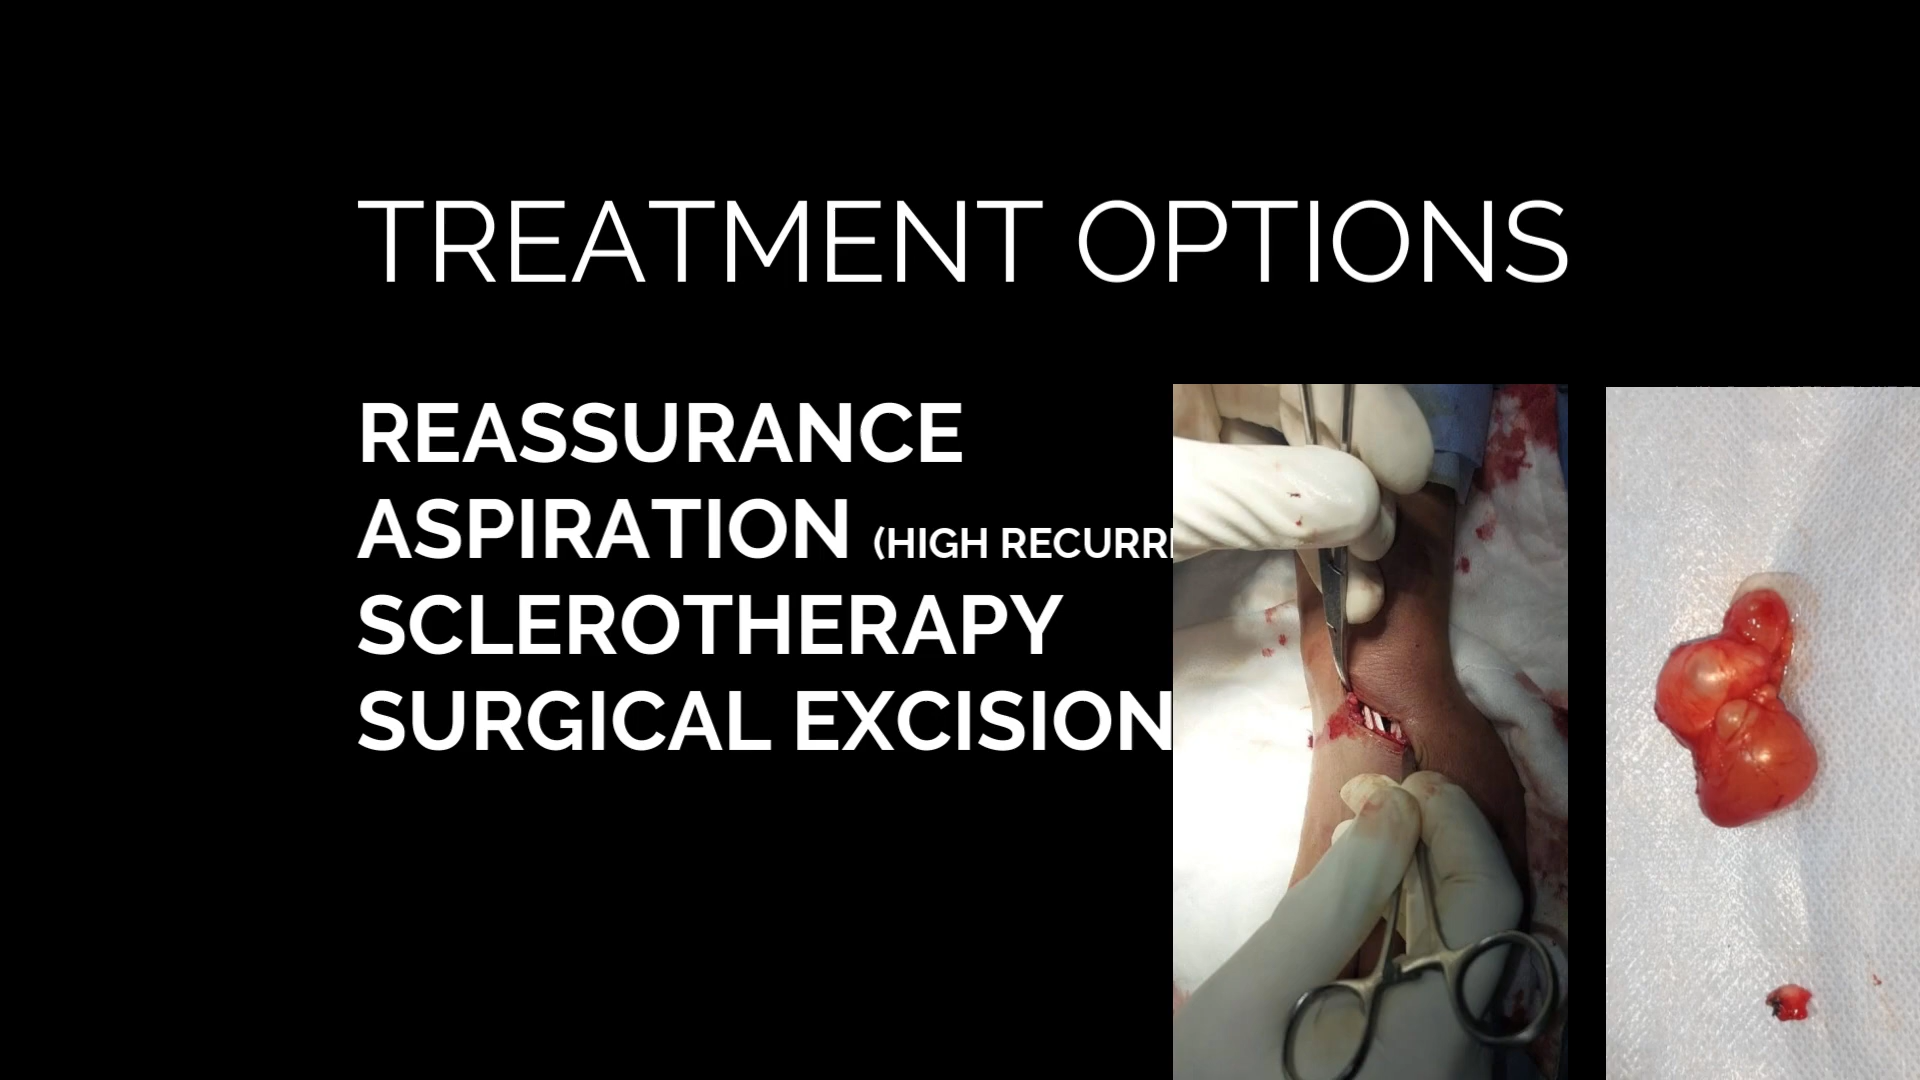 TREATMENT OPTIONS
REASSURANCE
ASPIRATION (HIGH RECURR
SCLEROTHERAPY
SURGICAL EXCISION